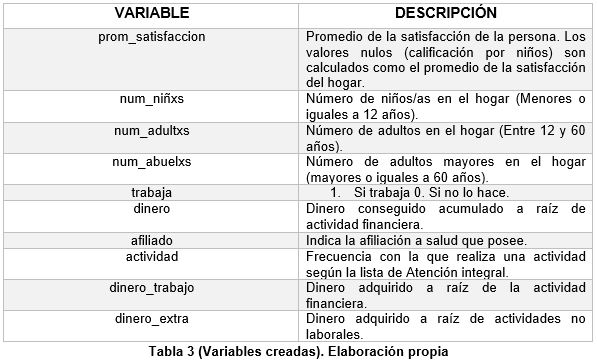 VARIABLE DESCRIPCIÓN
prom_satisfaccion
Promedio de la satisfacción de la persona. Los
valores nulos (calificación por niños) son
calculados como el promedio de la satisfacción
del hogar.
num_niñxs
Número de niños/as en el hogar (Menores o
iguales a 12 años).
num_adultxs
Número de adultos en el hogar (Entre 12 y 60
años).
num_abuelxs
Número de adultos mayores en el hogar
(mayores o iguales a 60 años).
trabaja
1. Si trabaja 0. Si no lo hace.
dinero
Dinero conseguido acumulado a raíz de
actividad financiera.
afiliado
Indica la afiliación a salud que posee.
actividad
Frecuencia con la que realiza una actividad
según la lista de Atención integral.
dinero_trabajo
Dinero adquirido a raíz de la actividad
financiera.
dinero_extra
Dinero adquirido a raíz de actividades no
laborales.
Tabla 3 (Variables creadas). Elaboración propia